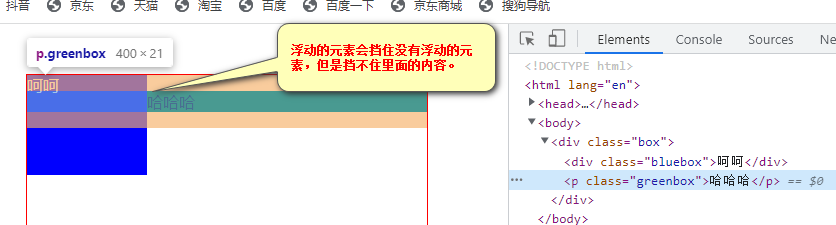 抖音 京东 天猫 淘宝 百度 百度一下 京东商城 搜狗导航
p.greenbox 400 × 21
浮动的元素会挡住没有浮动的元
素，但是挡不住里面的内容。
呵呵
哈哈哈
Elements Console Sources Network
<!DOCTYPE html>
<html lang="en">
<head>…</head>
<body>
<div class="box">
<div class="bluebox">呵呵</div>
<p class="greenbox">哈哈哈</p> == $0
</div>
</body>